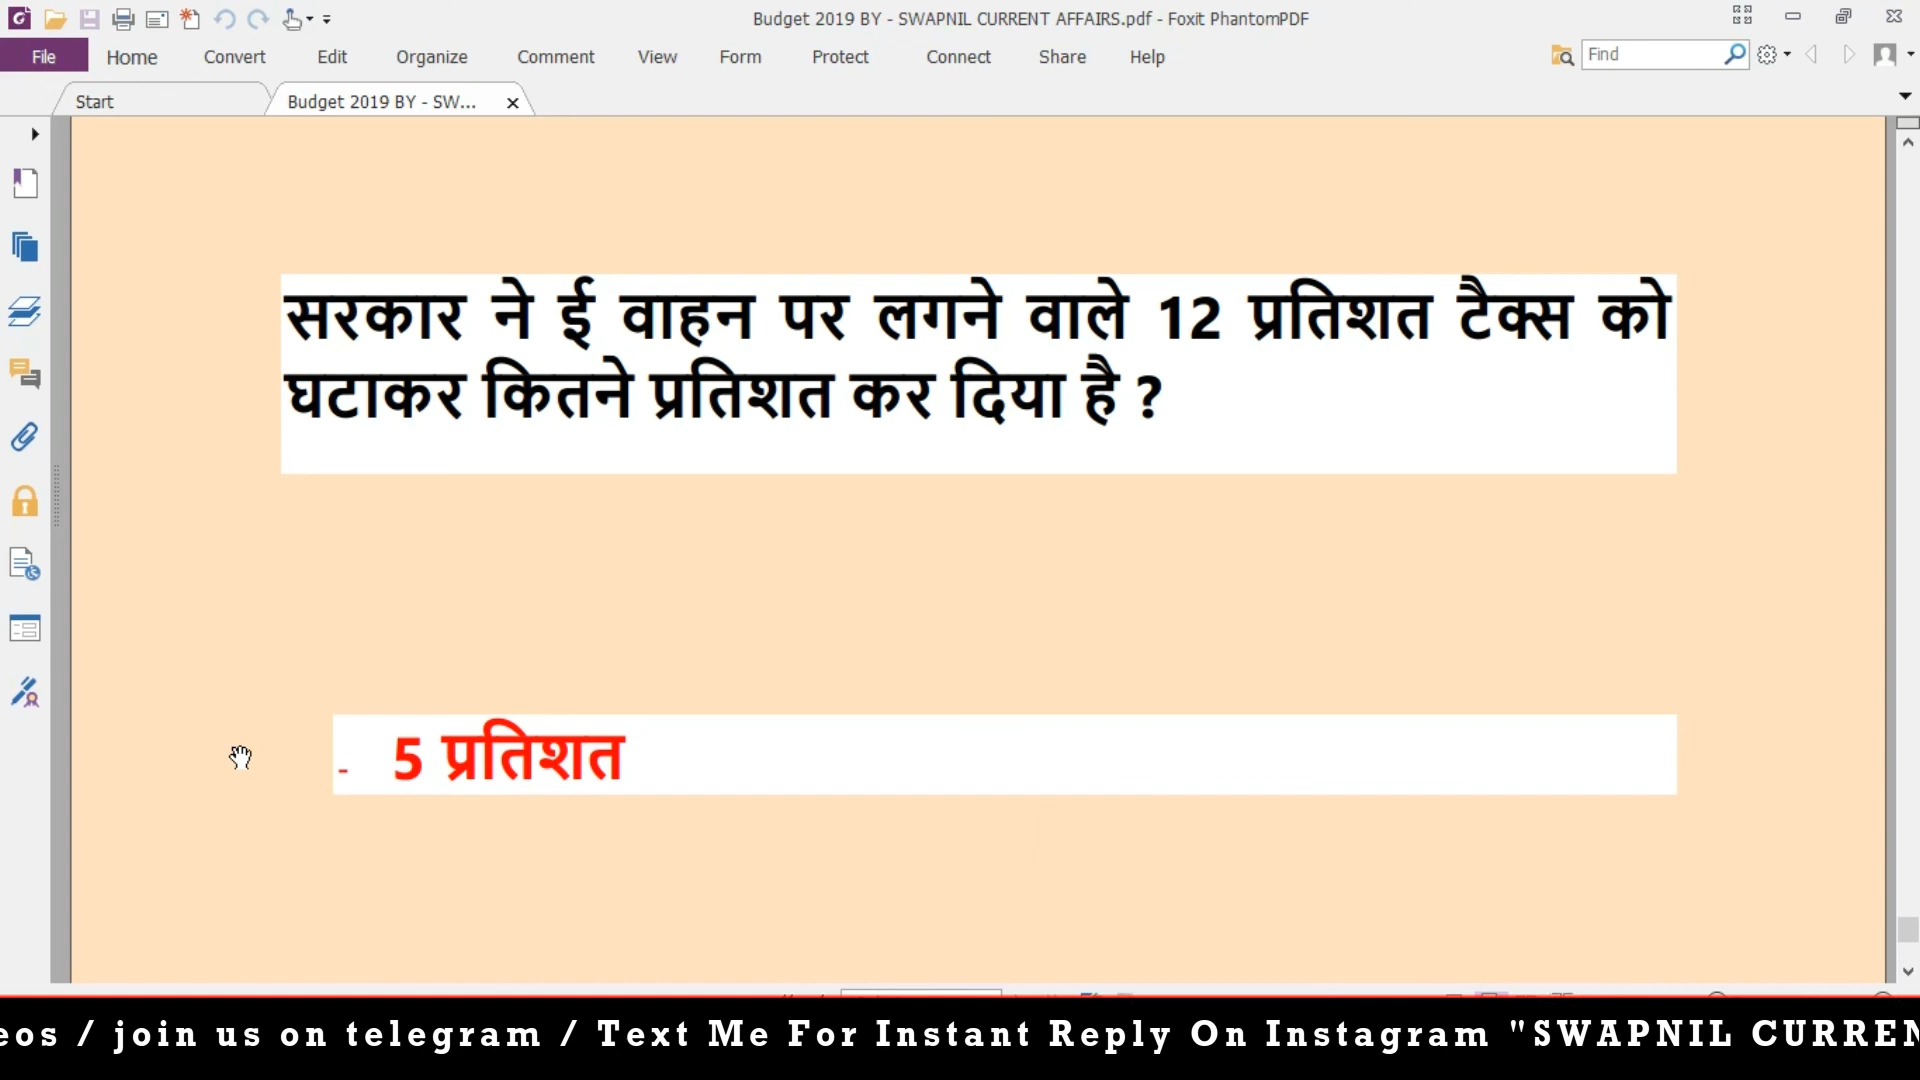 Budget 2019 BY - SWAPNIL CURRENT AFFAIRS.pdf - Foxit PhantomPDF
File Home Convert Edit Organize Comment View Form Protect Connect Share Help Find
Start Budget 2019 BY - SW...
सरकार ने ई वाहन पर लगने वाले 12 प्रतिशत टैक्स को
घटाकर कितने प्रतिशत कर दिया है ?
- 5 प्रतिशत
eos / join us on telegram / Text Me For Instant Reply On Instagram "SWAPNIL CURREN